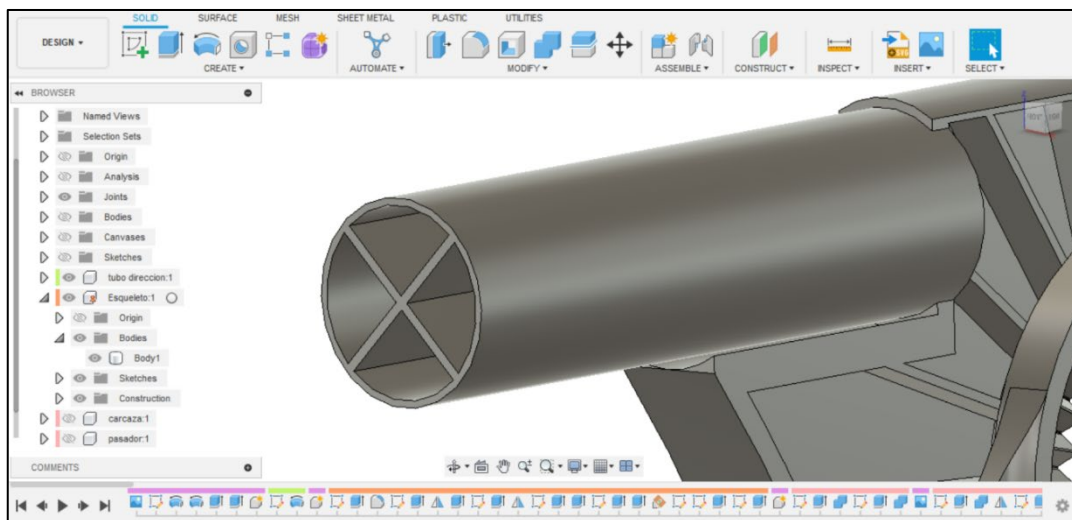 SOLID SURFACE MESH SHEET METAL PLASTIC UTILITIES
DESIGN
CREATE AUTOMATE MODIFY ASSEMBLE CONSTRUCT INSPECT INSERT SELECT
BROWSER
Named Views
Selection Sets
Origin
Analysis
Joints
Bodies
Canvases
Sketches
tubo direccion:1
Esqueleto:1
Origin
Bodies
Body1
Sketches
Construction
carcaza:1
pasador:1
COMMENTS